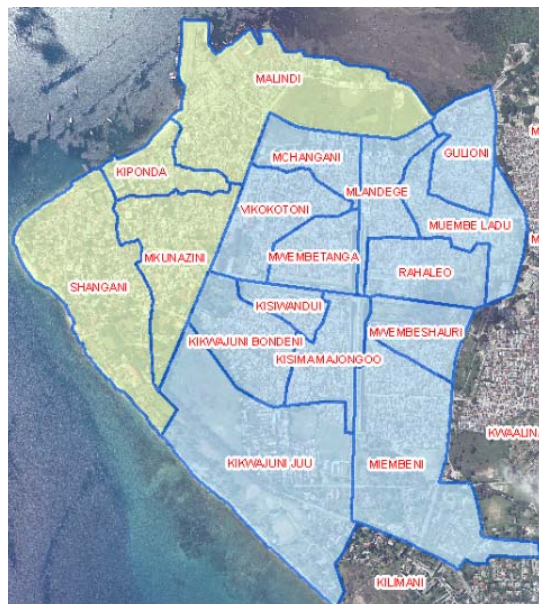 MALINDI
MCHANGANI
GULIONI
KIPONDA
MLANDEGE
VIKOKOTONI
MUEMBE LADU
MKUNAZINI
MWEMBETANGA
RAHALEO
SHANGANI
KISIWANDUI
MWEMBESHAURI
KIKWAJUNI BONDENI
KISIMAMAJONGOO
KWAALIN
KIKWAJUNI JUU
MIEMBENI
KILIMANI